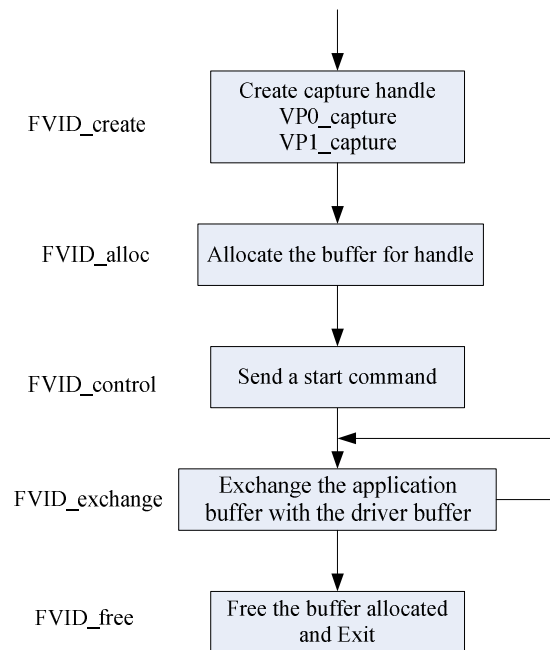 FVID_create
Create capture handle
VP0_capture
VP1_capture
FVID_alloc
Allocate the buffer for handle
FVID_control
Send a start command
FVID_exchange
Exchange the application
buffer with the driver buffer
FVID_free
Free the buffer allocated
and Exit